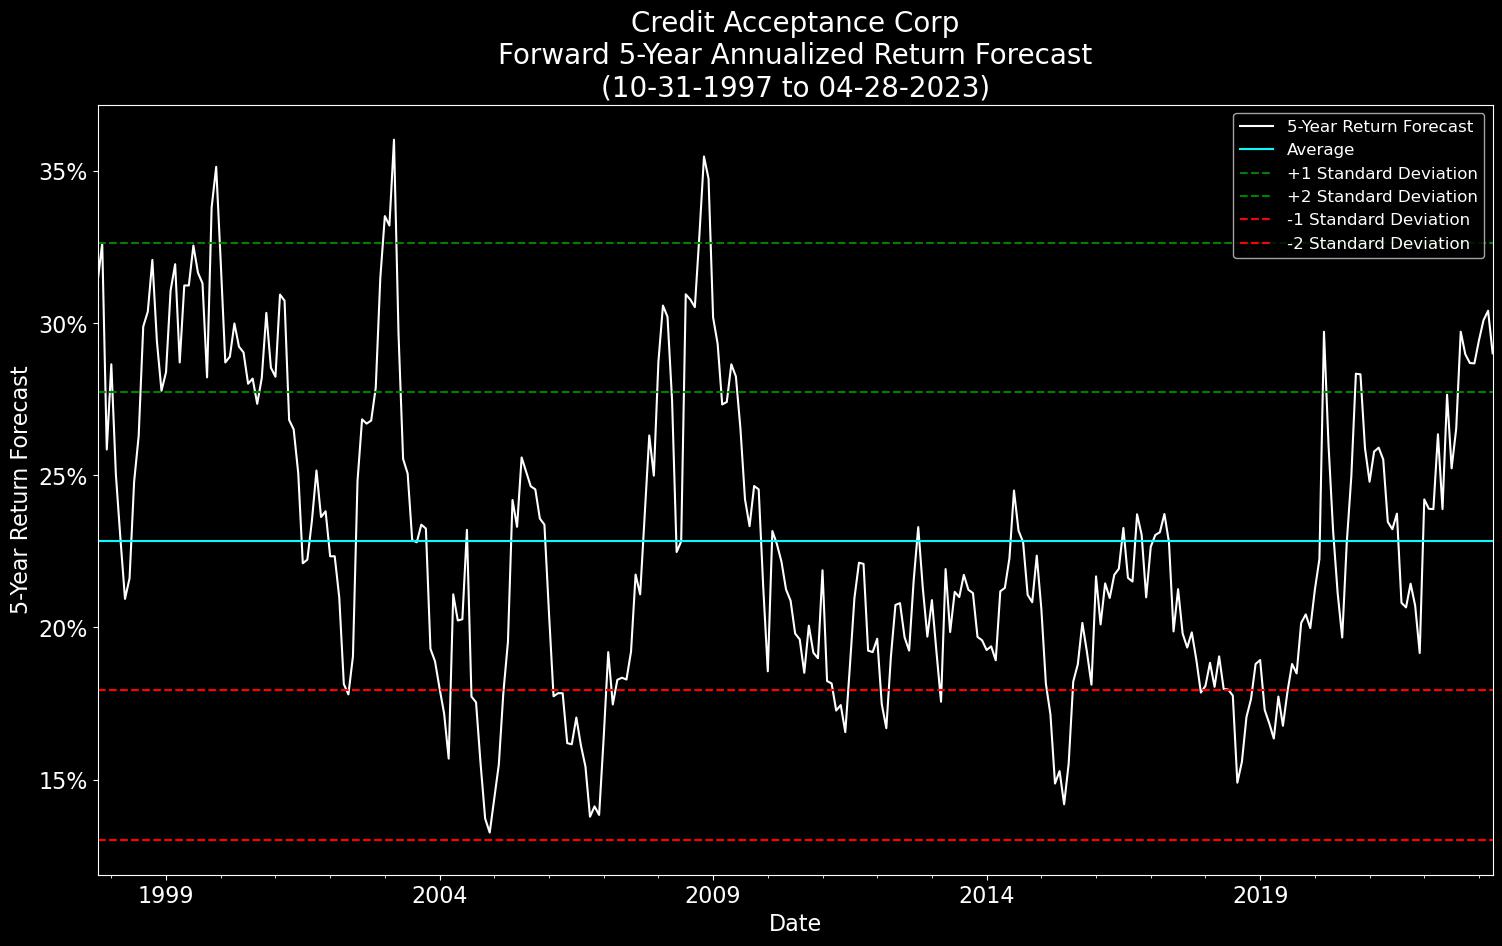 Credit Acceptance Corp
Forward 5-Year Annualized Return Forecast
(10-31-1997 to 04-28-2023)
5-Year Return Forecast
Average
+1 Standard Deviation
+2 Standard Deviation
-1 Standard Deviation
-2 Standard Deviation
35%
30%
25%
20%
15%
5-Year Return Forecast
1999
2004
2009
2014
2019
Date